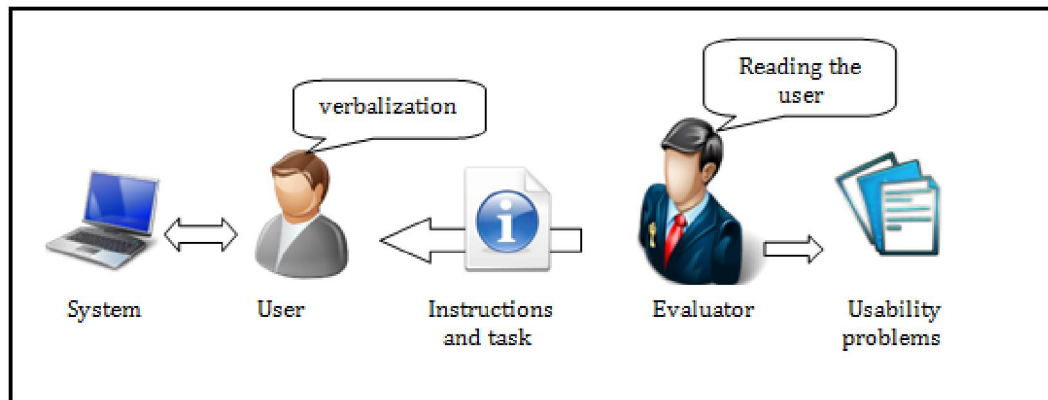 verbalization
Reading the
user
System
User
Instructions
and task
Evaluator
Usability
problems